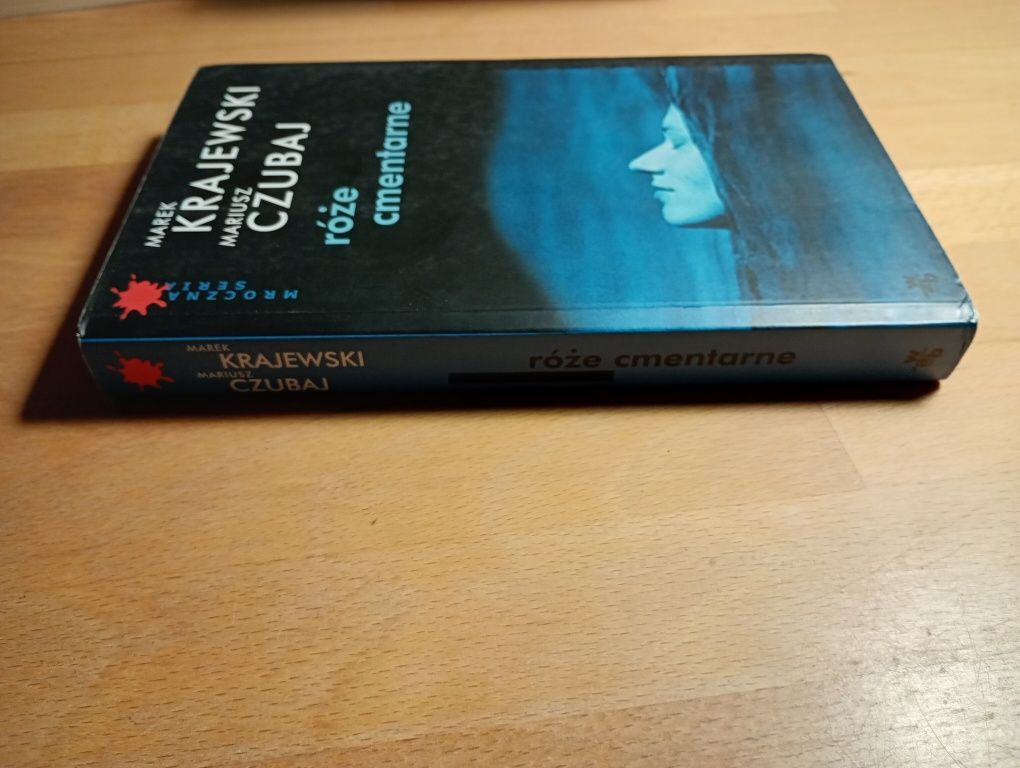 MAREK
KRAJEWSKI
MARIUSZ
CZUBAJ
róże
cmentarne
MROCZNA
SERIA
MAREK
KRAJEWSKI
MARIUSZ
CZUBAJ
róże cmentarne